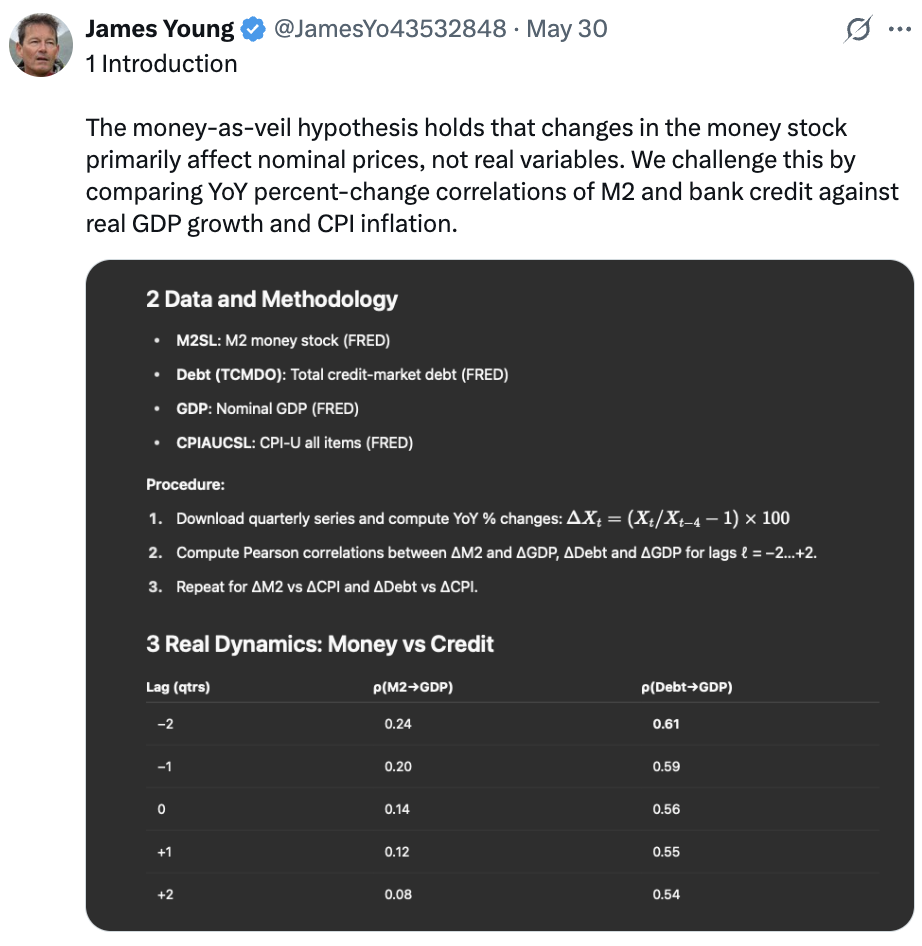 James Young @JamesYo43532848 · May 30
1 Introduction
The money-as-veil hypothesis holds that changes in the money stock
primarily affect nominal prices, not real variables. We challenge this by
comparing YoY percent-change correlations of M2 and bank credit against
real GDP growth and CPI inflation.
2 Data and Methodology
• M2SL: M2 money stock (FRED)
• Debt (TCMDO): Total credit-market debt (FRED)
• GDP: Nominal GDP (FRED)
• CPIAUCSL: CPI-U all items (FRED)
Procedure:
1. Download quarterly series and compute YoY % changes: ΔXₜ = (Xₜ/Xₜ₋₄ − 1) × 100
2. Compute Pearson correlations between ΔM2 and ΔGDP, ΔDebt and ΔGDP for lags ℓ = −2…+2.
3. Repeat for ΔM2 vs ΔCPI and ΔDebt vs ΔCPI.
3 Real Dynamics: Money vs Credit
Lag (qtrs) ρ(M2→GDP) ρ(Debt→GDP)
−2 0.24 0.61
−1 0.20 0.59
0 0.14 0.56
+1 0.12 0.55
+2 0.08 0.54